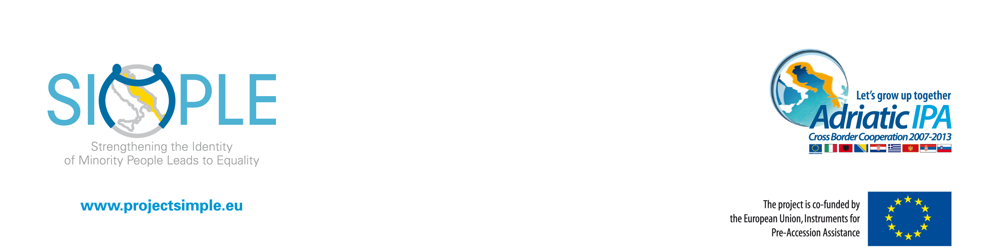 SIMPLE
Strengthening the Identity
of Minority People Leads to Equality
www.projectsimple.eu
Let's grow up together
Adriatic IPA
Cross Border Cooperation 2007-2013
UNIONE EUROPEA
The project is co-funded by
the European Union, Instruments for
Pre-Accession Assistance